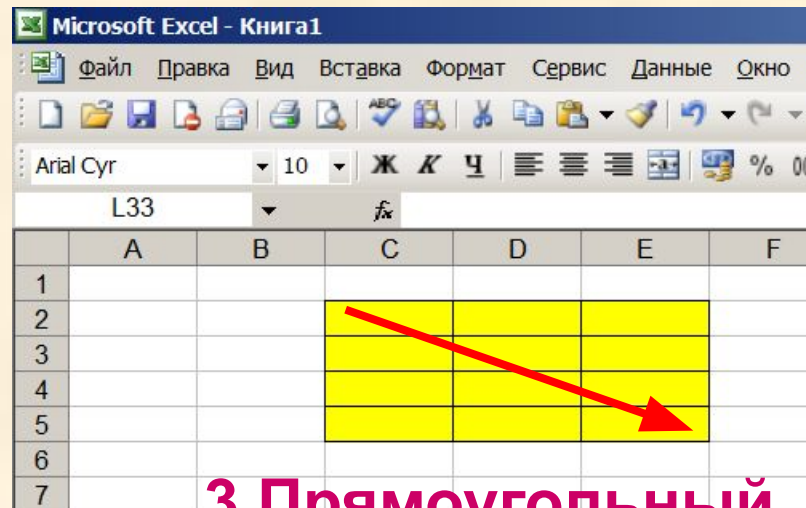 Microsoft Excel - Книга1
Файл Правка Вид Вставка Формат Сервис Данные Окно
Arial Cyr 10 Ж К Ч %
L33 fx
A B C D E F
1
2
3
4
5
6
7
3.Прямоугольный